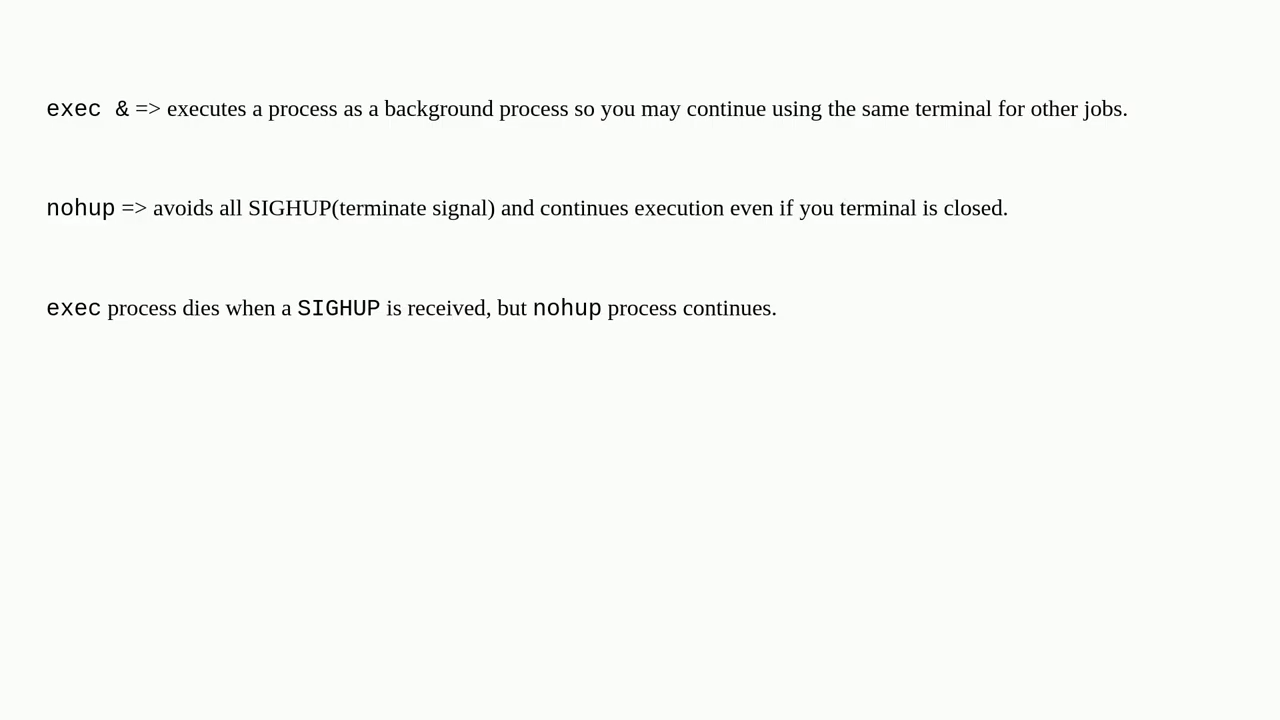 exec & => executes a process as a background process so you may continue using the same terminal for other jobs.
nohup => avoids all SIGHUP(terminate signal) and continues execution even if you terminal is closed.
exec process dies when a SIGHUP is received, but nohup process continues.